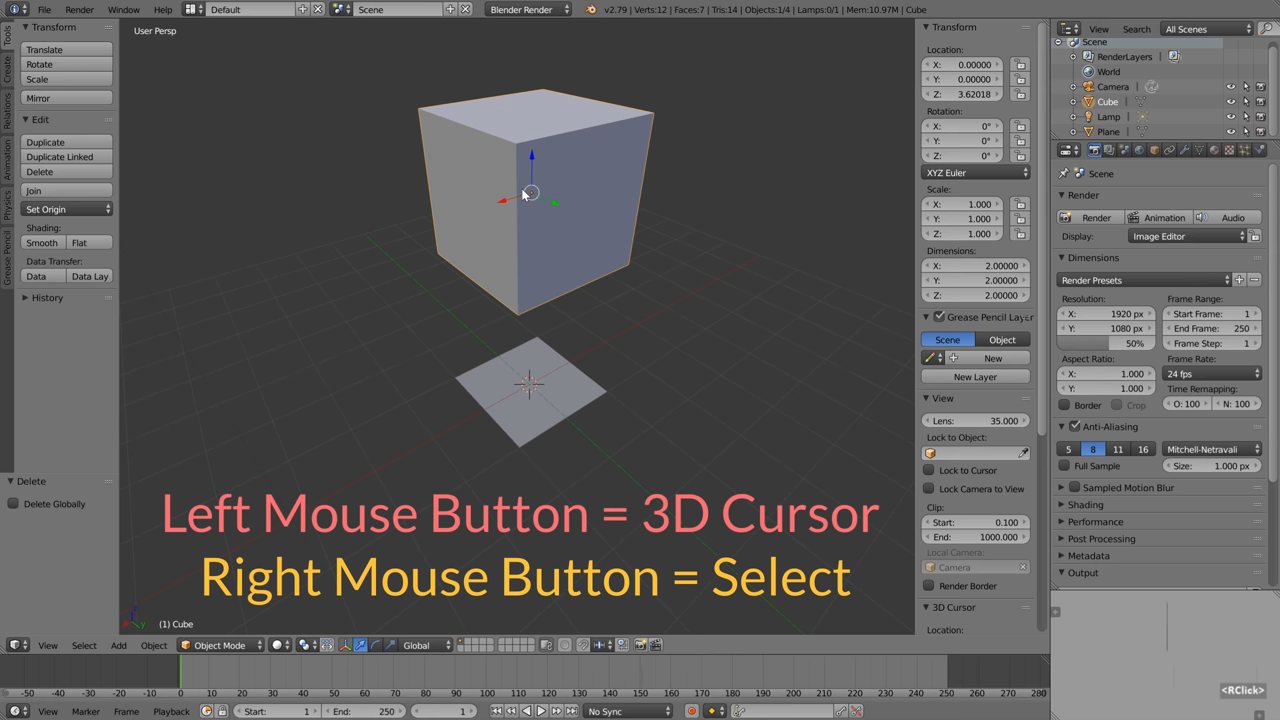 File Render Window Help Default Scene Blender Render v2.79 | Verts:12 | Faces:7 | Tris:14 | Objects:1/4 | Lamps:0/1 | Mem:10.97M | Cube
Tools
Create
Relations
Animation
Physics
Grease Pencil
Transform
Translate
Rotate
Scale
Mirror
Edit
Duplicate
Duplicate Linked
Delete
Join
Set Origin
Shading:
Smooth Flat
Data Transfer:
Data Data Lay
History
Delete
Delete Globally
User Persp
Left Mouse Button = 3D Cursor
Right Mouse Button = Select
(1) Cube
Transform
Location:
X: 0.00000
Y: 0.00000
Z: 3.62018
Rotation:
X: 0°
Y: 0°
Z: 0°
XYZ Euler
Scale:
X: 1.000
Y: 1.000
Z: 1.000
Dimensions:
X: 2.00000
Y: 2.00000
Z: 2.00000
Grease Pencil Layer
Scene Object
New
New Layer
View
Lens: 35.000
Lock to Object:
Lock to Cursor
Lock Camera to View
Clip:
Start: 0.100
End: 1000.000
Local Camera:
Camera
Render Border
3D Cursor
Location:
View Search All Scenes
Scene
RenderLayers
World
Camera
Cube
Lamp
Plane
Scene
Render
Render Animation Audio
Display: Image Editor
Dimensions
Render Presets
Resolution: Frame Range:
X: 1920 px Start Frame: 1
Y: 1080 px End Frame: 250
50% Frame Step: 1
Aspect Ratio: Frame Rate:
X: 1.000 24 fps
Y: 1.000 Time Remapping:
Border Crop O: 100 N: 100
Anti-Aliasing
5 8 11 16 Mitchell-Netravali
Full Sample Size: 1.000 px
Sampled Motion Blur
Shading
Performance
Post Processing
Metadata
Output
<RClick>
View Select Add Object Object Mode Global
-50 -40 -30 -20 -10 0 10 20 30 40 50 60 70 80 90 100 110 120 130 140 150 160 170 180 190 200 210 220 230 240 250 260 270 280
View Marker Frame Playback Start: 1 End: 250 1 No Sync